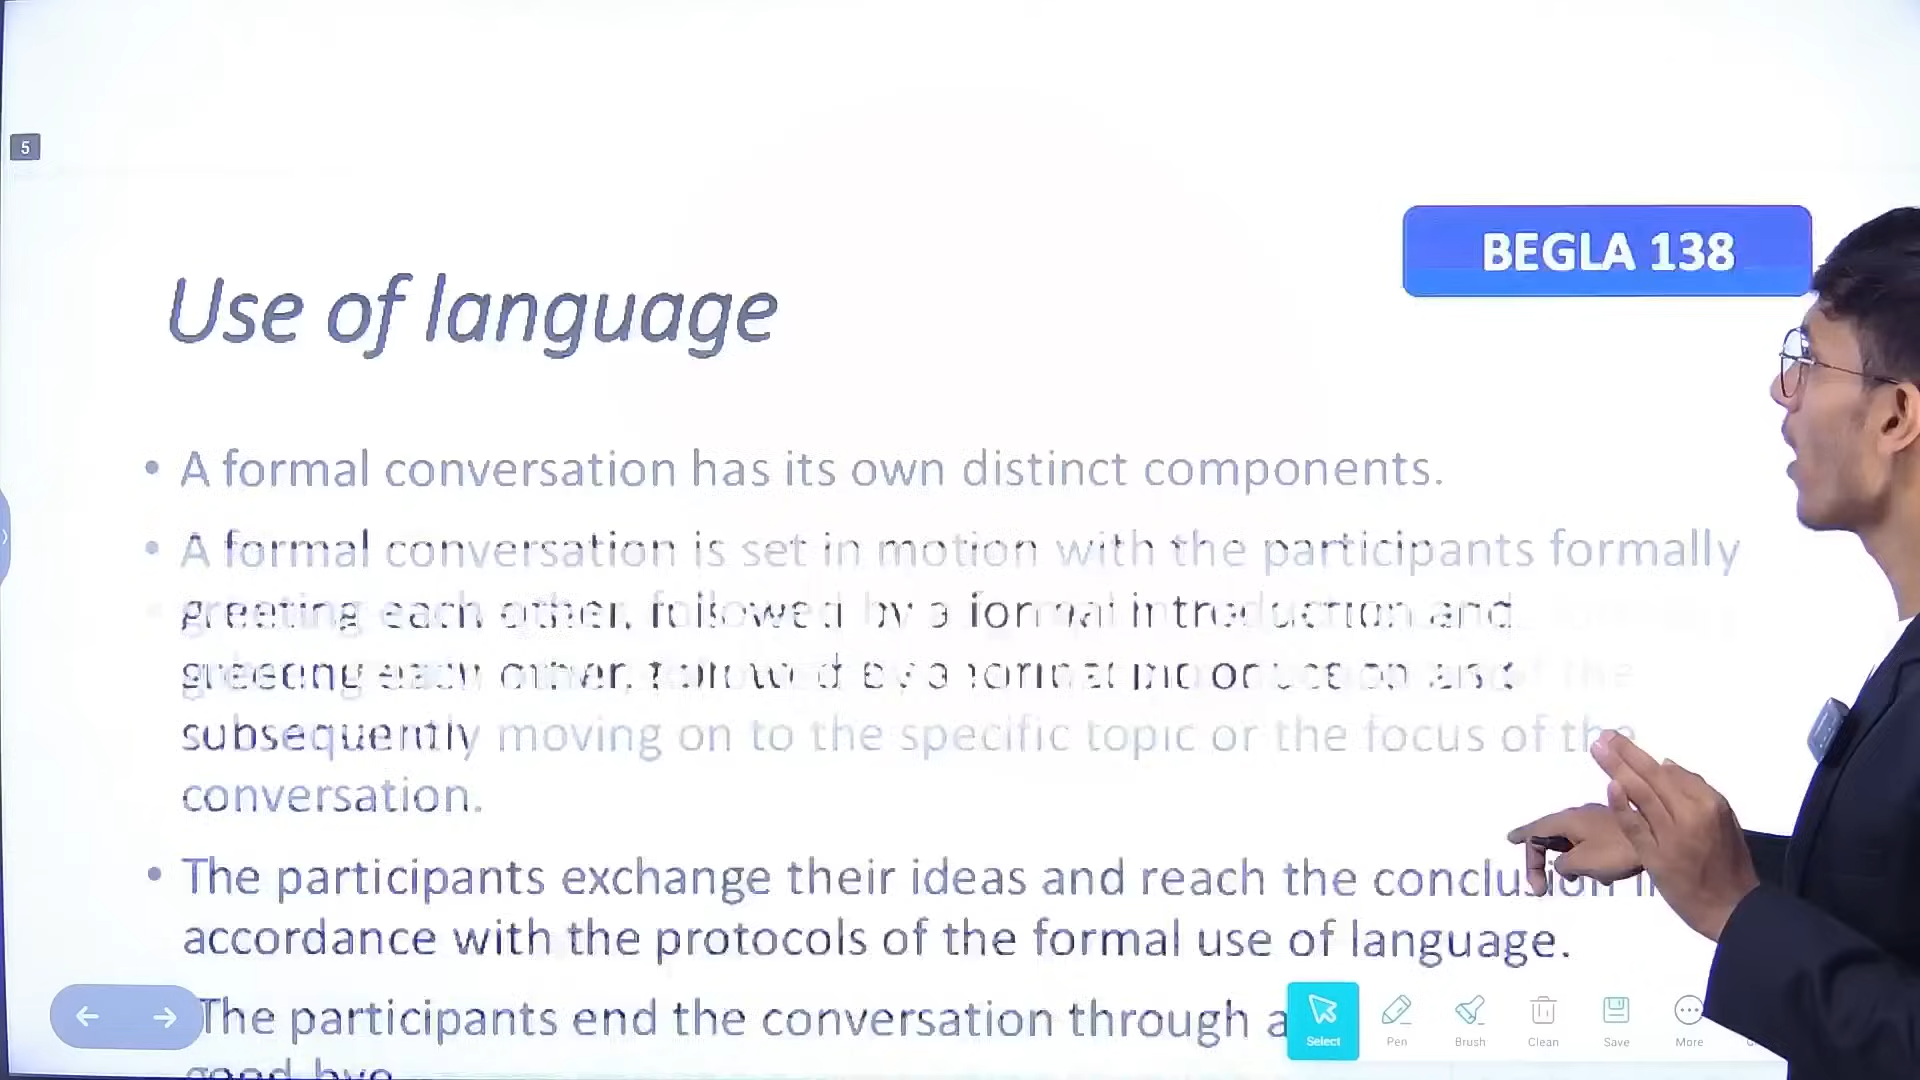 5
BEGLA 138
Use of language
• A formal conversation has its own distinct components.
• A formal conversation is set in motion with the participants formally
greeting each other, followed by a formal introduction and
subsequently moving on to the specific topic or the focus of the
conversation.
• The participants exchange their ideas and reach the conclusion
accordance with the protocols of the formal use of language.
The participants end the conversation through a
good-bye
Select
Pen
Brush
Clean
Save
More